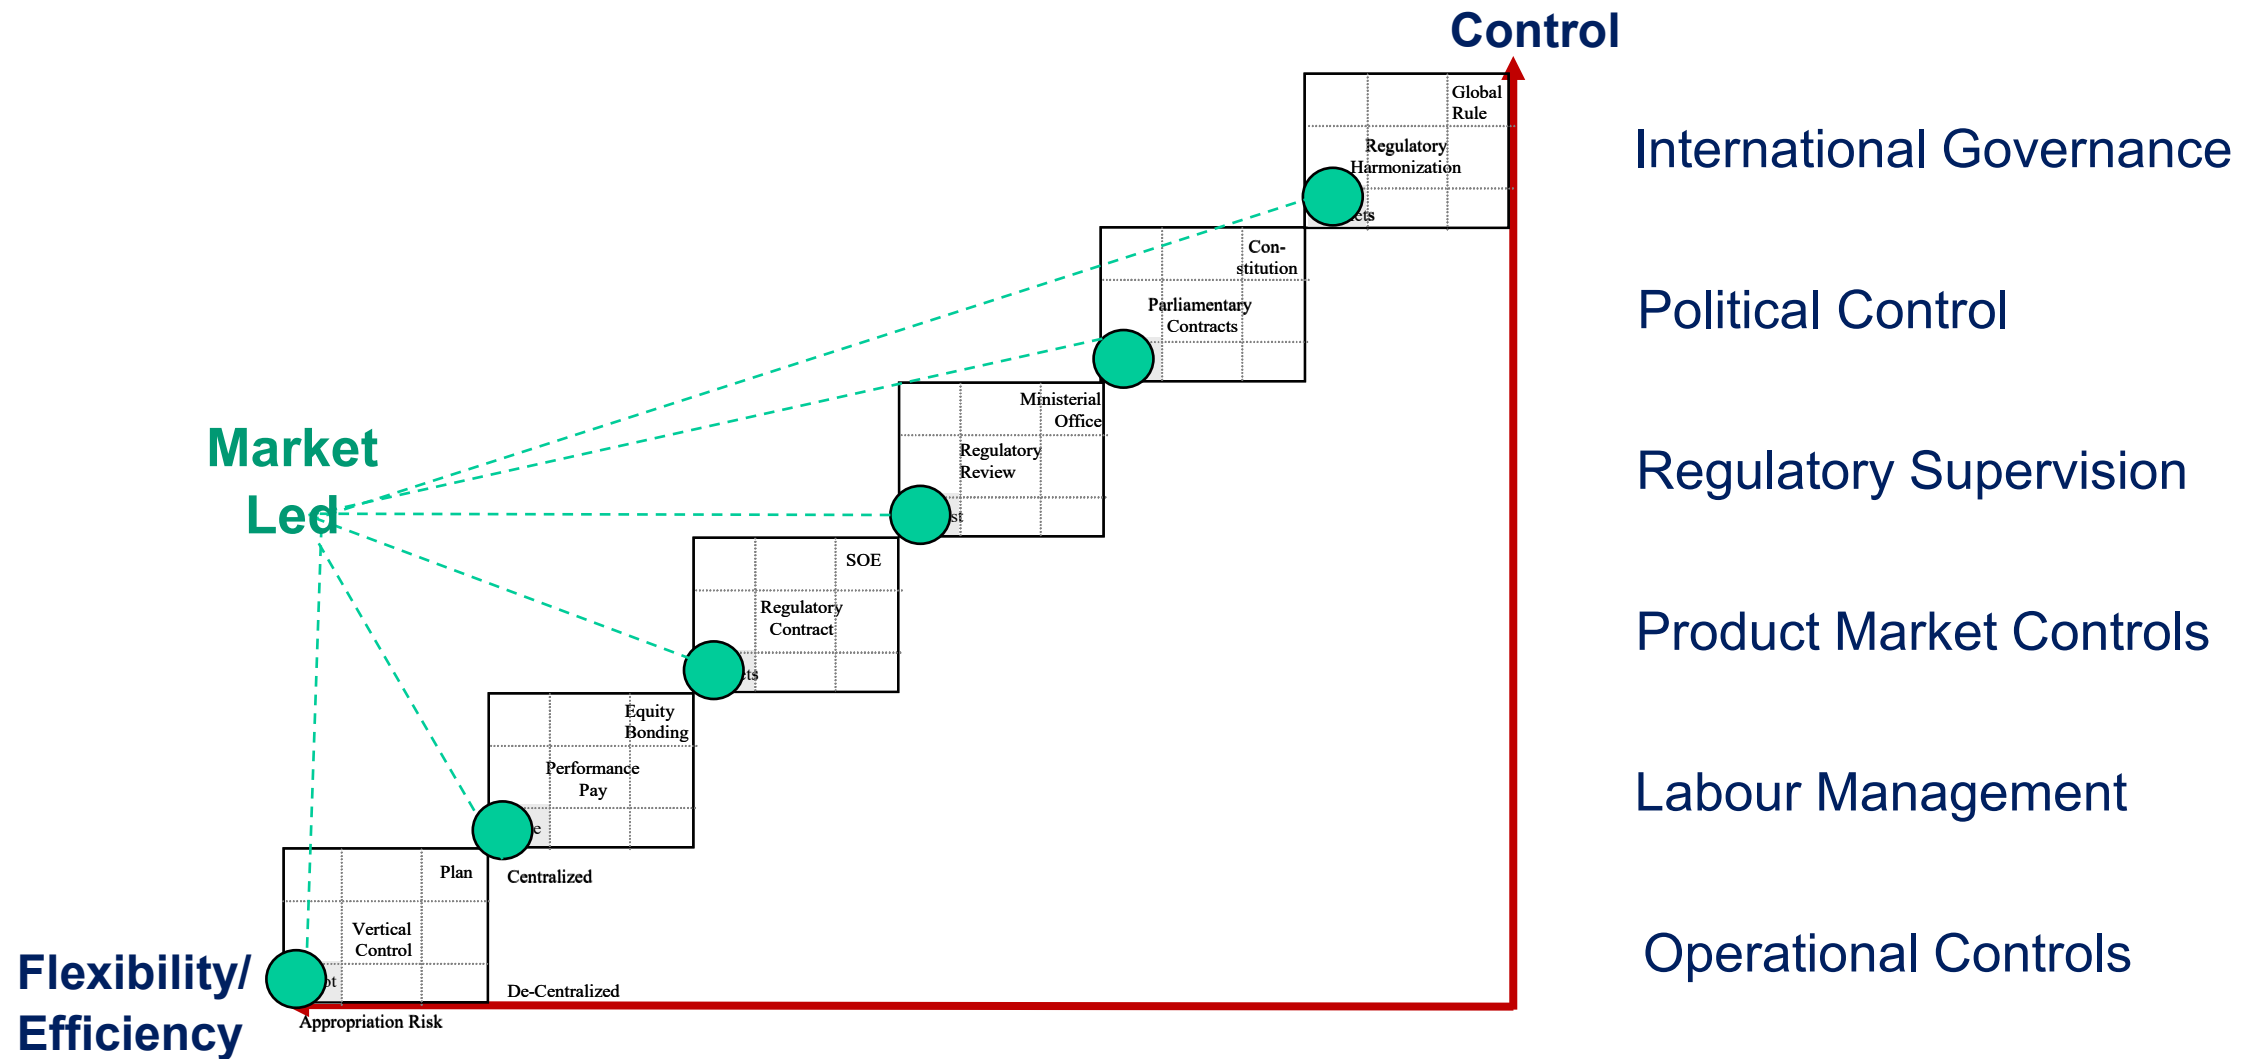 Control
Global
Rule
Regulatory
Harmonization
International Governance
Con-
stitution
Parliamentary
Contracts
Political Control
Ministerial
Office
Regulatory
Review
Regulatory Supervision
Market
Led
SOE
Regulatory
Contract
Product Market Controls
Equity
Bonding
Performance
Pay
Labour Management
Plan
Centralized
Vertical
Control
Operational Controls
De-Centralized
Flexibility/
Efficiency
Appropriation Risk